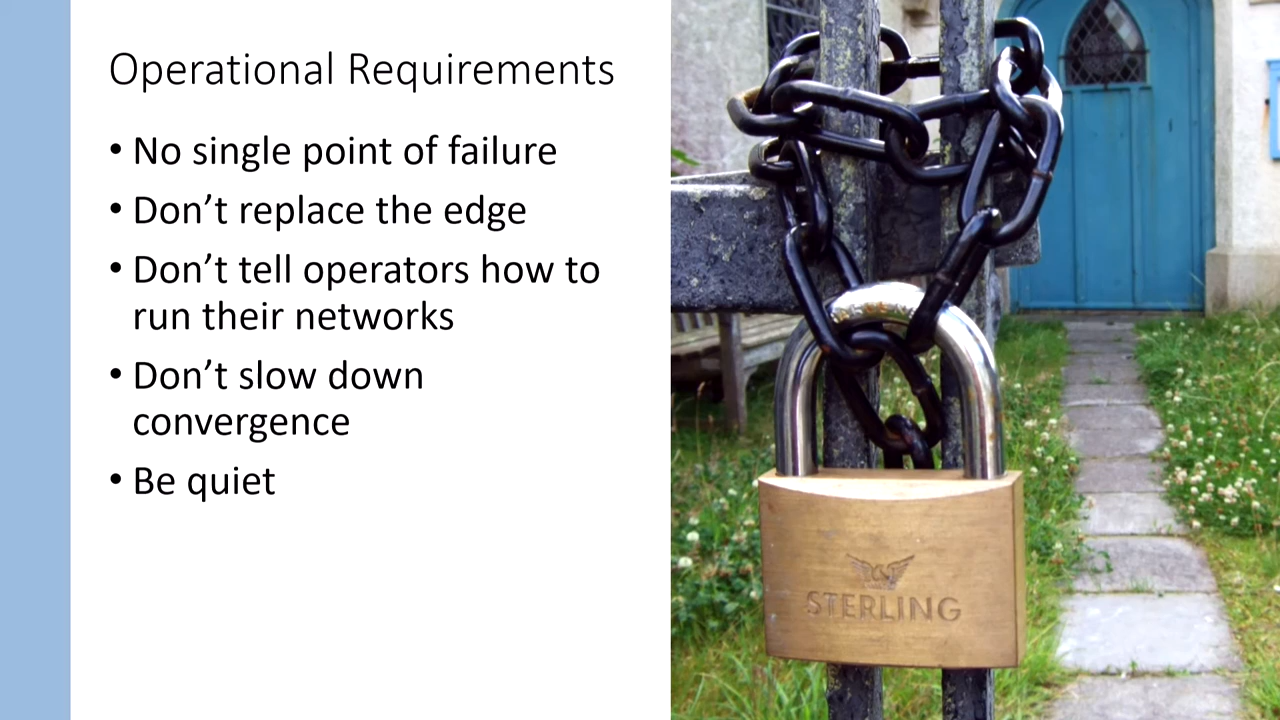 Operational Requirements
• No single point of failure
• Don’t replace the edge
• Don’t tell operators how to
run their networks
• Don’t slow down
convergence
• Be quiet
STERLING